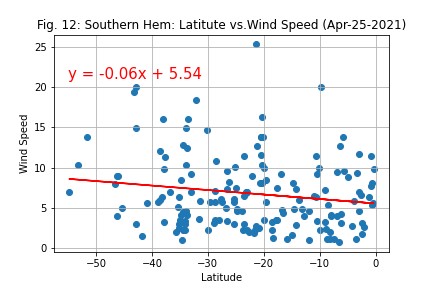 Fig. 12: Southern Hem: Latitute vs.Wind Speed (Apr-25-2021)
25
y = -0.06x + 5.54
20
15
Wind Speed
10
5
0
−50 −40 −30 −20 −10 0
Latitude